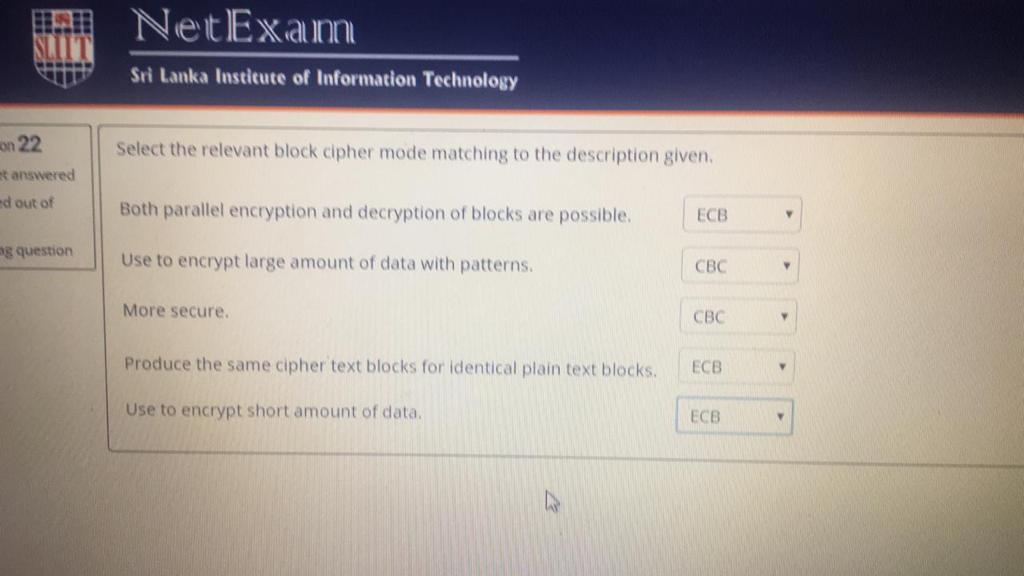 SLIIT
NetExam
Sri Lanka Institute of Information Technology
on 22
et answered
ed out of
ag question
Select the relevant block cipher mode matching to the description given.
Both parallel encryption and decryption of blocks are possible. ECB
Use to encrypt large amount of data with patterns. CBC
More secure. CBC
Produce the same cipher text blocks for identical plain text blocks. ECB
Use to encrypt short amount of data. ECB